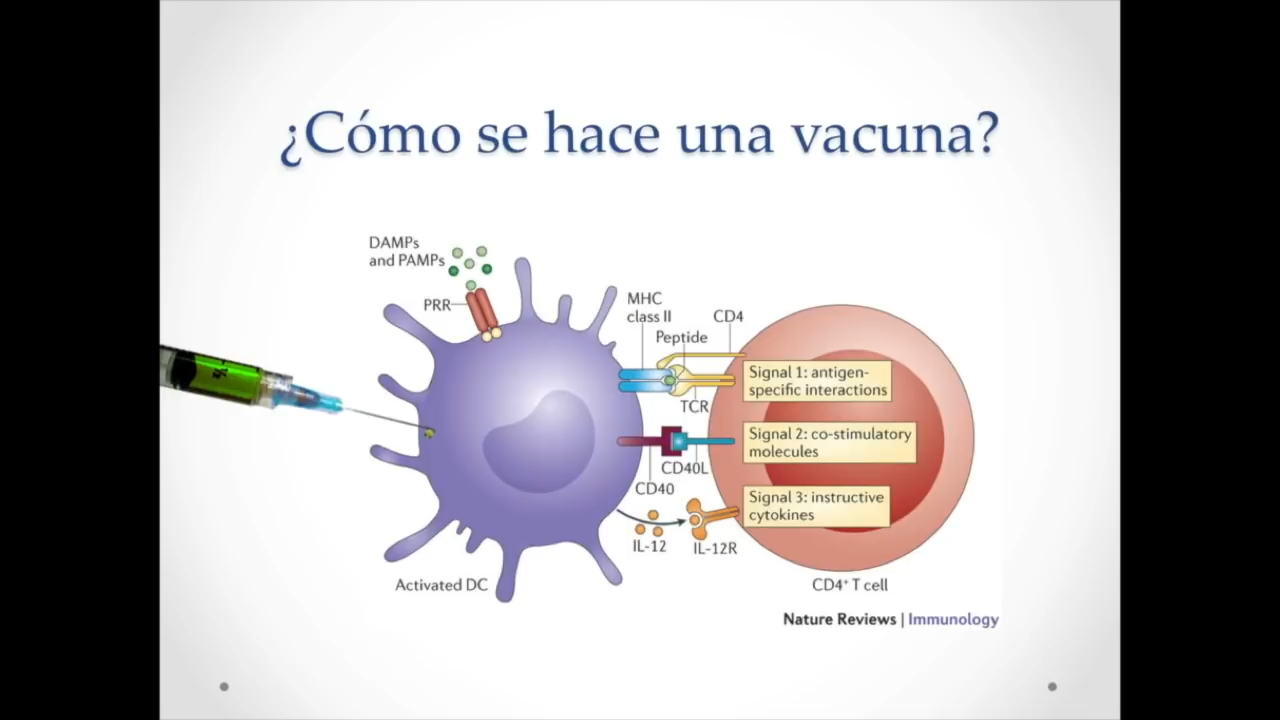 ¿Cómo se hace una vacuna?
DAMPs
and PAMPs
PRR
MHC
class II
CD4
Peptide
TCR
Signal 1: antigen-
specific interactions
Signal 2: co-stimulatory
molecules
CD40L
CD40
Signal 3: instructive
cytokines
IL-12
IL-12R
Activated DC
CD4⁺ T cell
Nature Reviews | Immunology